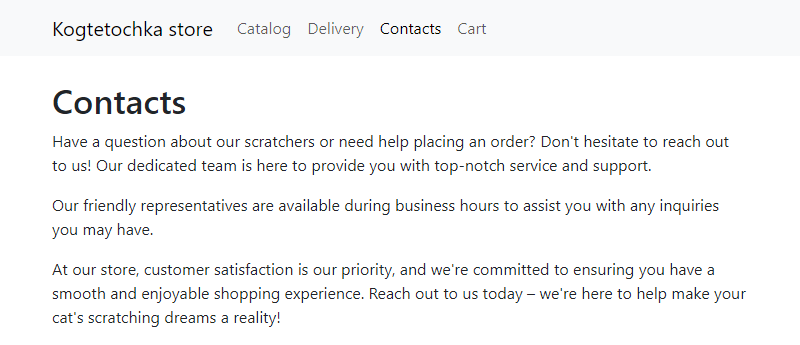 Kogtetochka store Catalog Delivery Contacts Cart
Contacts
Have a question about our scratchers or need help placing an order? Don't hesitate to reach out
to us! Our dedicated team is here to provide you with top-notch service and support.
Our friendly representatives are available during business hours to assist you with any inquiries
you may have.
At our store, customer satisfaction is our priority, and we're committed to ensuring you have a
smooth and enjoyable shopping experience. Reach out to us today – we're here to help make your
cat's scratching dreams a reality!